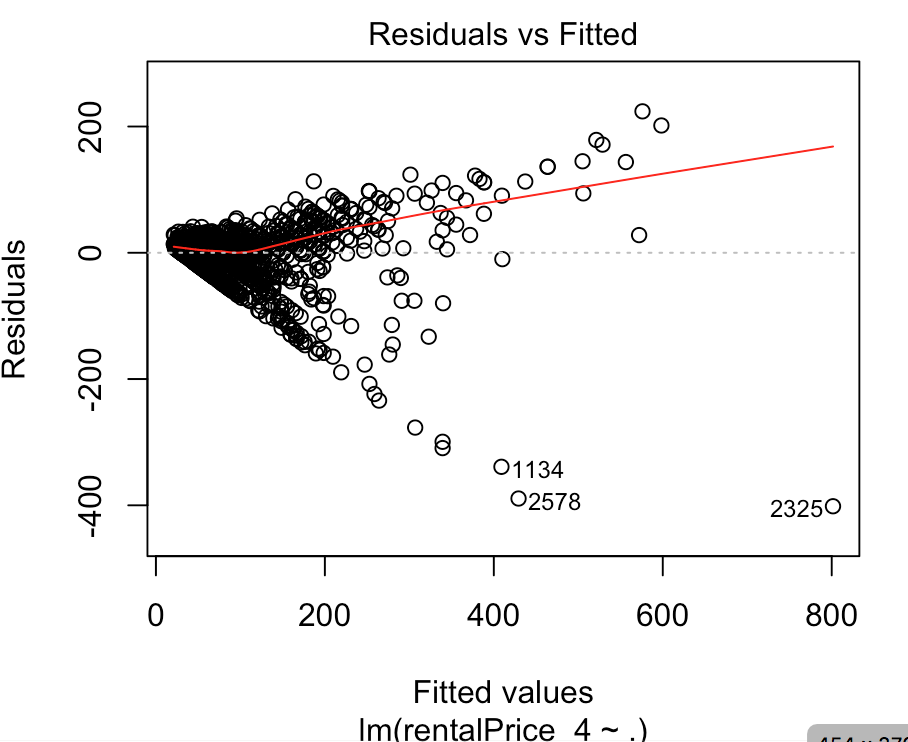 Residuals vs Fitted
Residuals
200
0
-200
-400
1134
2578
2325
0 200 400 600 800
Fitted values
lm(rentalPrice_4 ~ .)